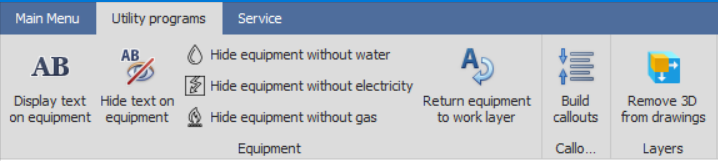 Main Menu Utility programs Service
AB
Display text
on equipment
AB
Hide text on
equipment
Hide equipment without water
Hide equipment without electricity
Hide equipment without gas
A
Return equipment
to work layer
Equipment
Build
callouts
Callo...
Remove 3D
from drawings
Layers